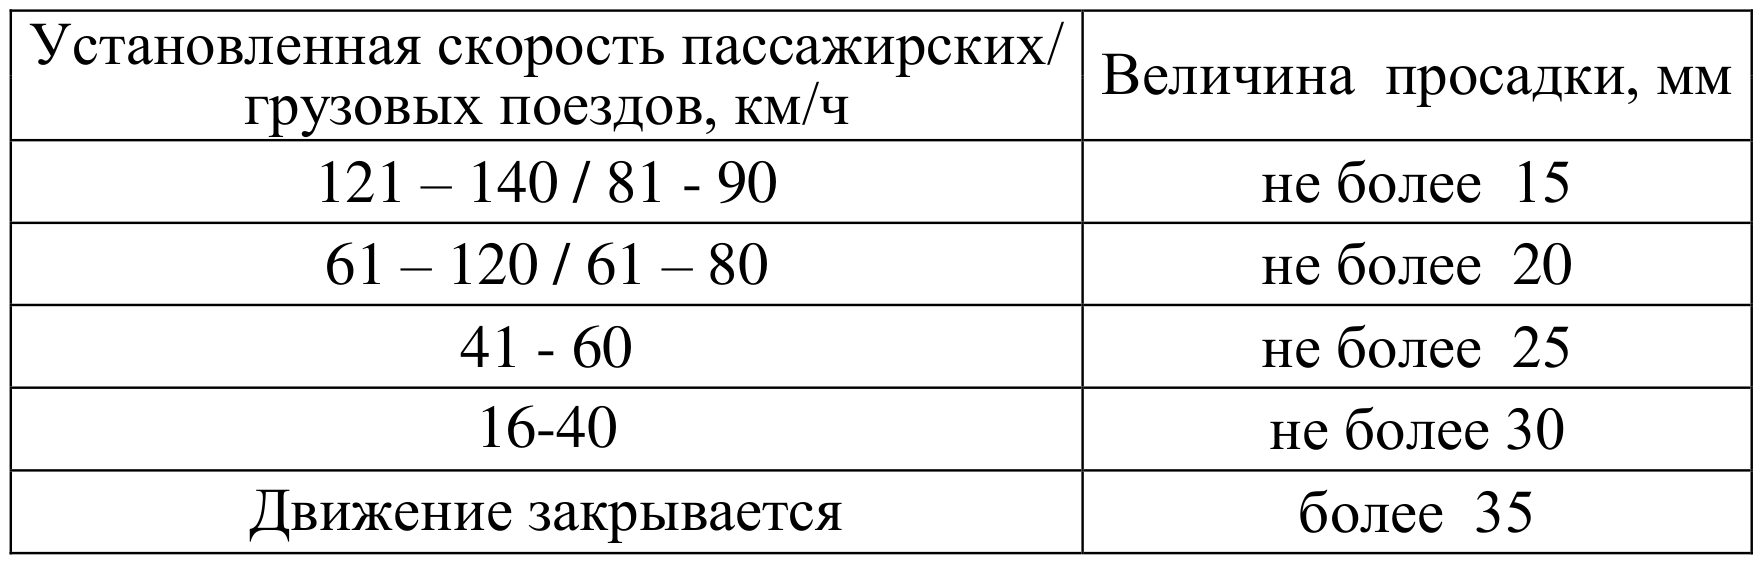 Установленная скорость пассажирских/
грузовых поездов, км/ч
Величина просадки, мм
121 – 140 / 81 - 90
не более 15
61 – 120 / 61 – 80
не более 20
41 - 60
не более 25
16-40
не более 30
Движение закрывается
более 35